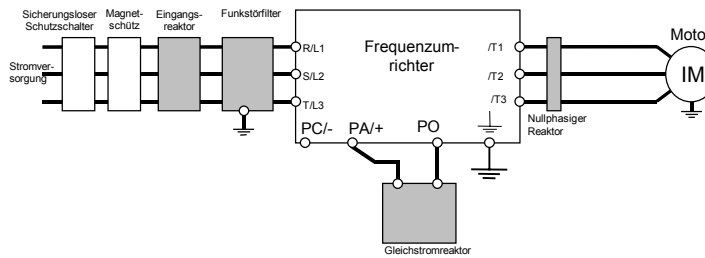 Sicherungsloser
Schutzschalter
Magnet-
schütz
Eingangs-
reaktor
Funkstörfilter
Stromver-
sorgung
R/L1
S/L2
T/L3
Frequenzum-
richter
/T1
/T2
/T3
PC/-
PA/+
PO
Nullphasiger
Reaktor
Moto
IM
Gleichstromreaktor